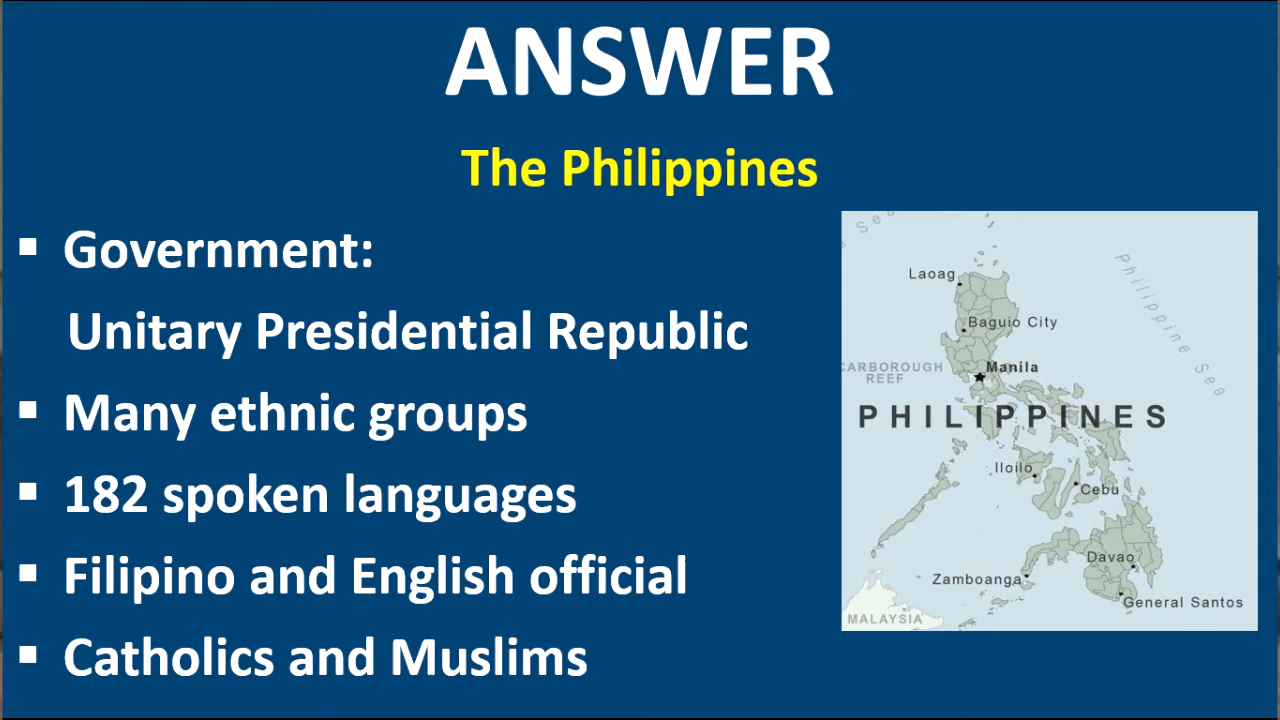 ANSWER
The Philippines
▪ Government:
Unitary Presidential Republic
▪ Many ethnic groups
▪ 182 spoken languages
▪ Filipino and English official
▪ Catholics and Muslims
Sea
Philippine Sea
Laoag
Baguio City
CARBOROUGH
REEF
Manila
PHILIPPINES
Iloilo
Cebu
Davao
Zamboanga
General Santos
MALAYSIA